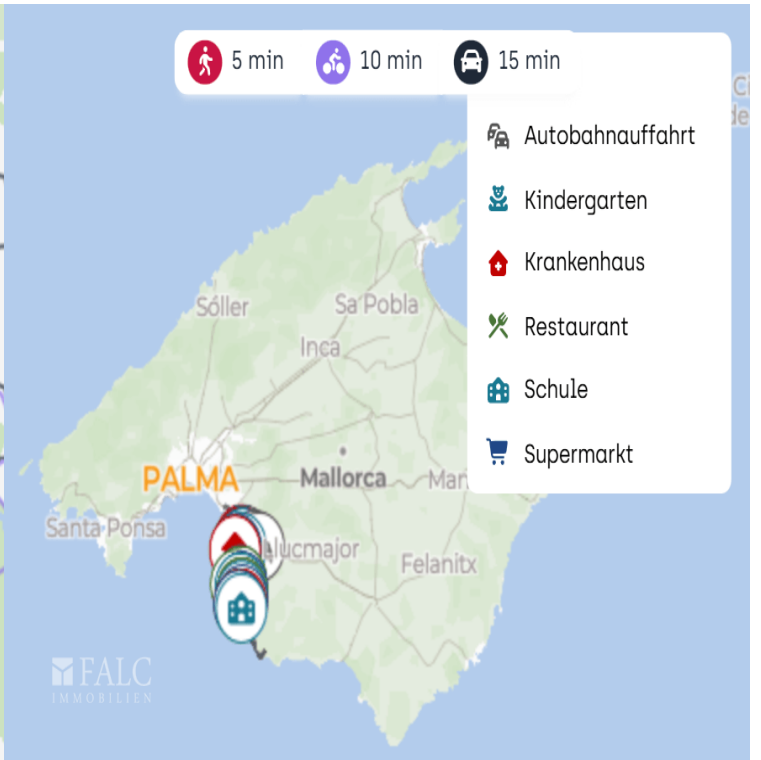 5 min
10 min
15 min
Autobahnauffahrt
Kindergarten
Krankenhaus
Restaurant
Schule
Supermarkt
Sóller
Sa Pobla
Inca
PALMA
Mallorca
Santa Ponsa
Felanitx
FALC
IMMOBILIEN